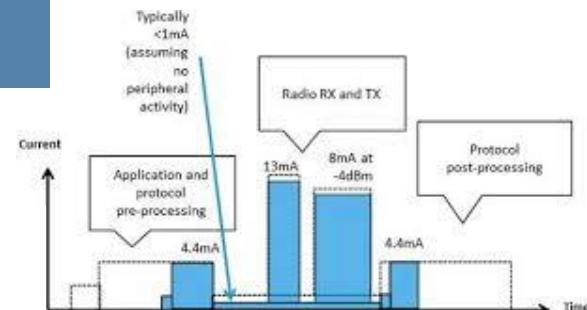 Typically
<1mA
(assuming
no
peripheral
activity)
Radio RX and TX
Current
Application and
protocol
pre-processing
13mA
8mA at
-4dBm
Protocol
post-processing
4.4mA
4.4mA
Time